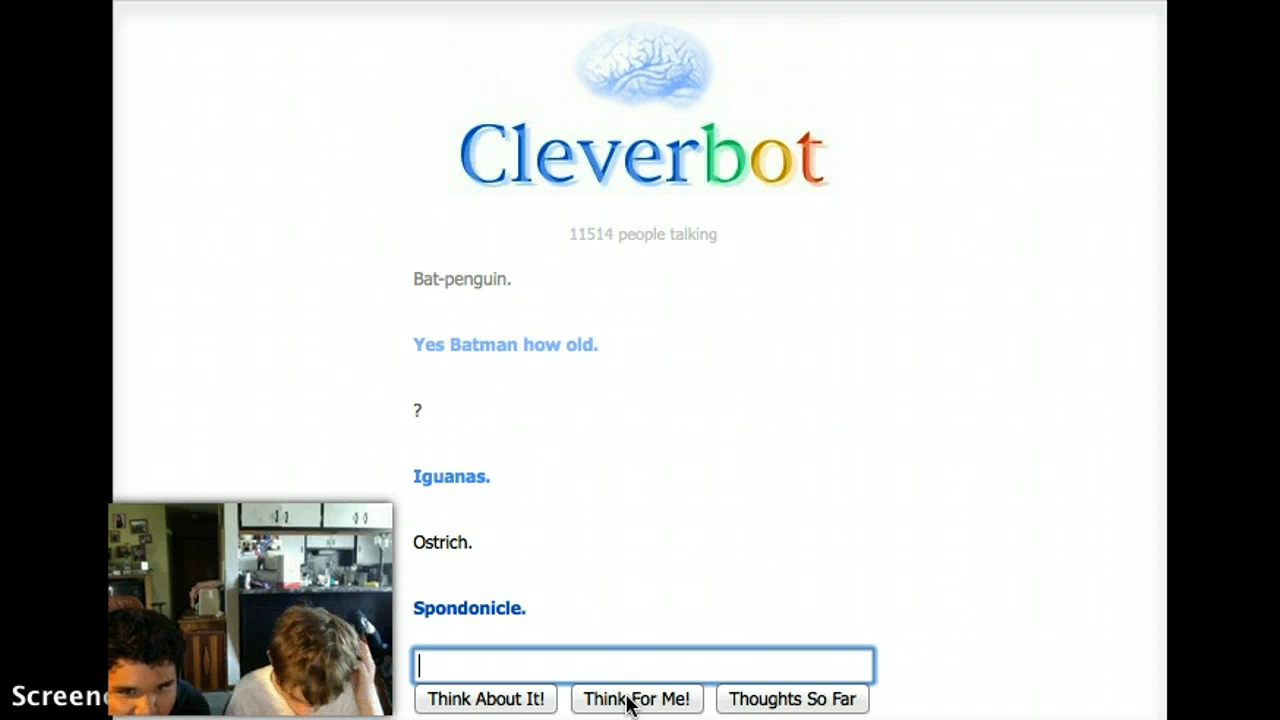 Cleverbot
11514 people talking
Bat-penguin.
Yes Batman how old.
?
Iguanas.
Ostrich.
Spondonicle.
Think About It! Think For Me! Thoughts So Far
Screen